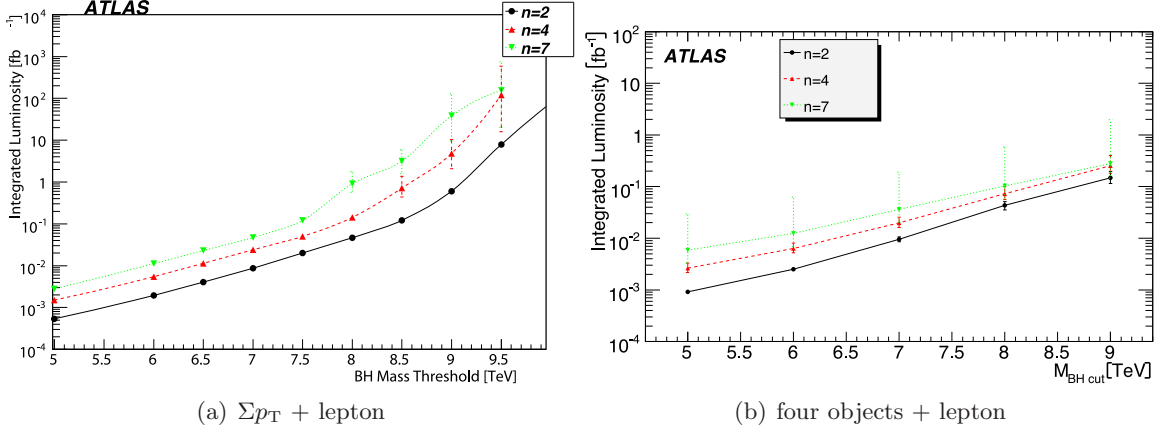 ATLAS
Integrated Luminosity [fb⁻¹]
10⁴
10³
10²
10
1
10⁻¹
10⁻²
10⁻³
10⁻⁴
n=2
n=4
n=7
5 5.5 6 6.5 7 7.5 8 8.5 9 9.5
BH Mass Threshold [TeV]
(a) Σp_T + lepton
ATLAS
Integrated Luminosity [fb⁻¹]
10²
10
1
10⁻¹
10⁻²
10⁻³
10⁻⁴
n=2
n=4
n=7
5 5.5 6 6.5 7 7.5 8 8.5 9
M_BH cut [TeV]
(b) four objects + lepton